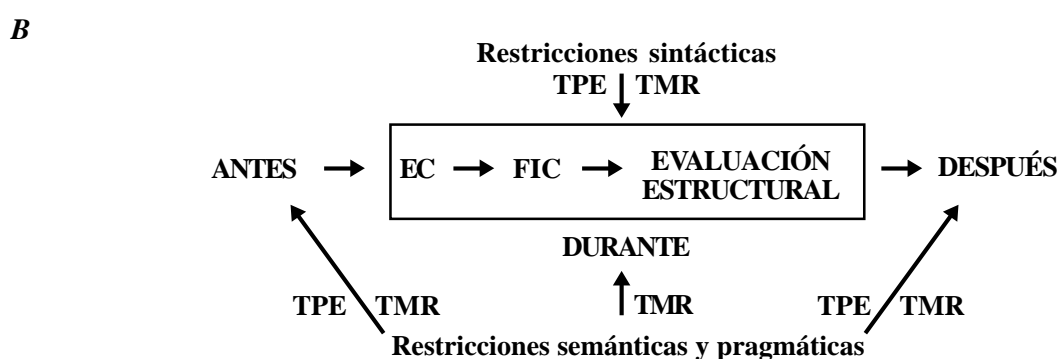 B
Restricciones sintácticas
TPE TMR
ANTES EC FIC EVALUACIÓN ESTRUCTURAL DESPUÉS
DURANTE
TPE TMR TMR TPE TMR
Restricciones semánticas y pragmáticas